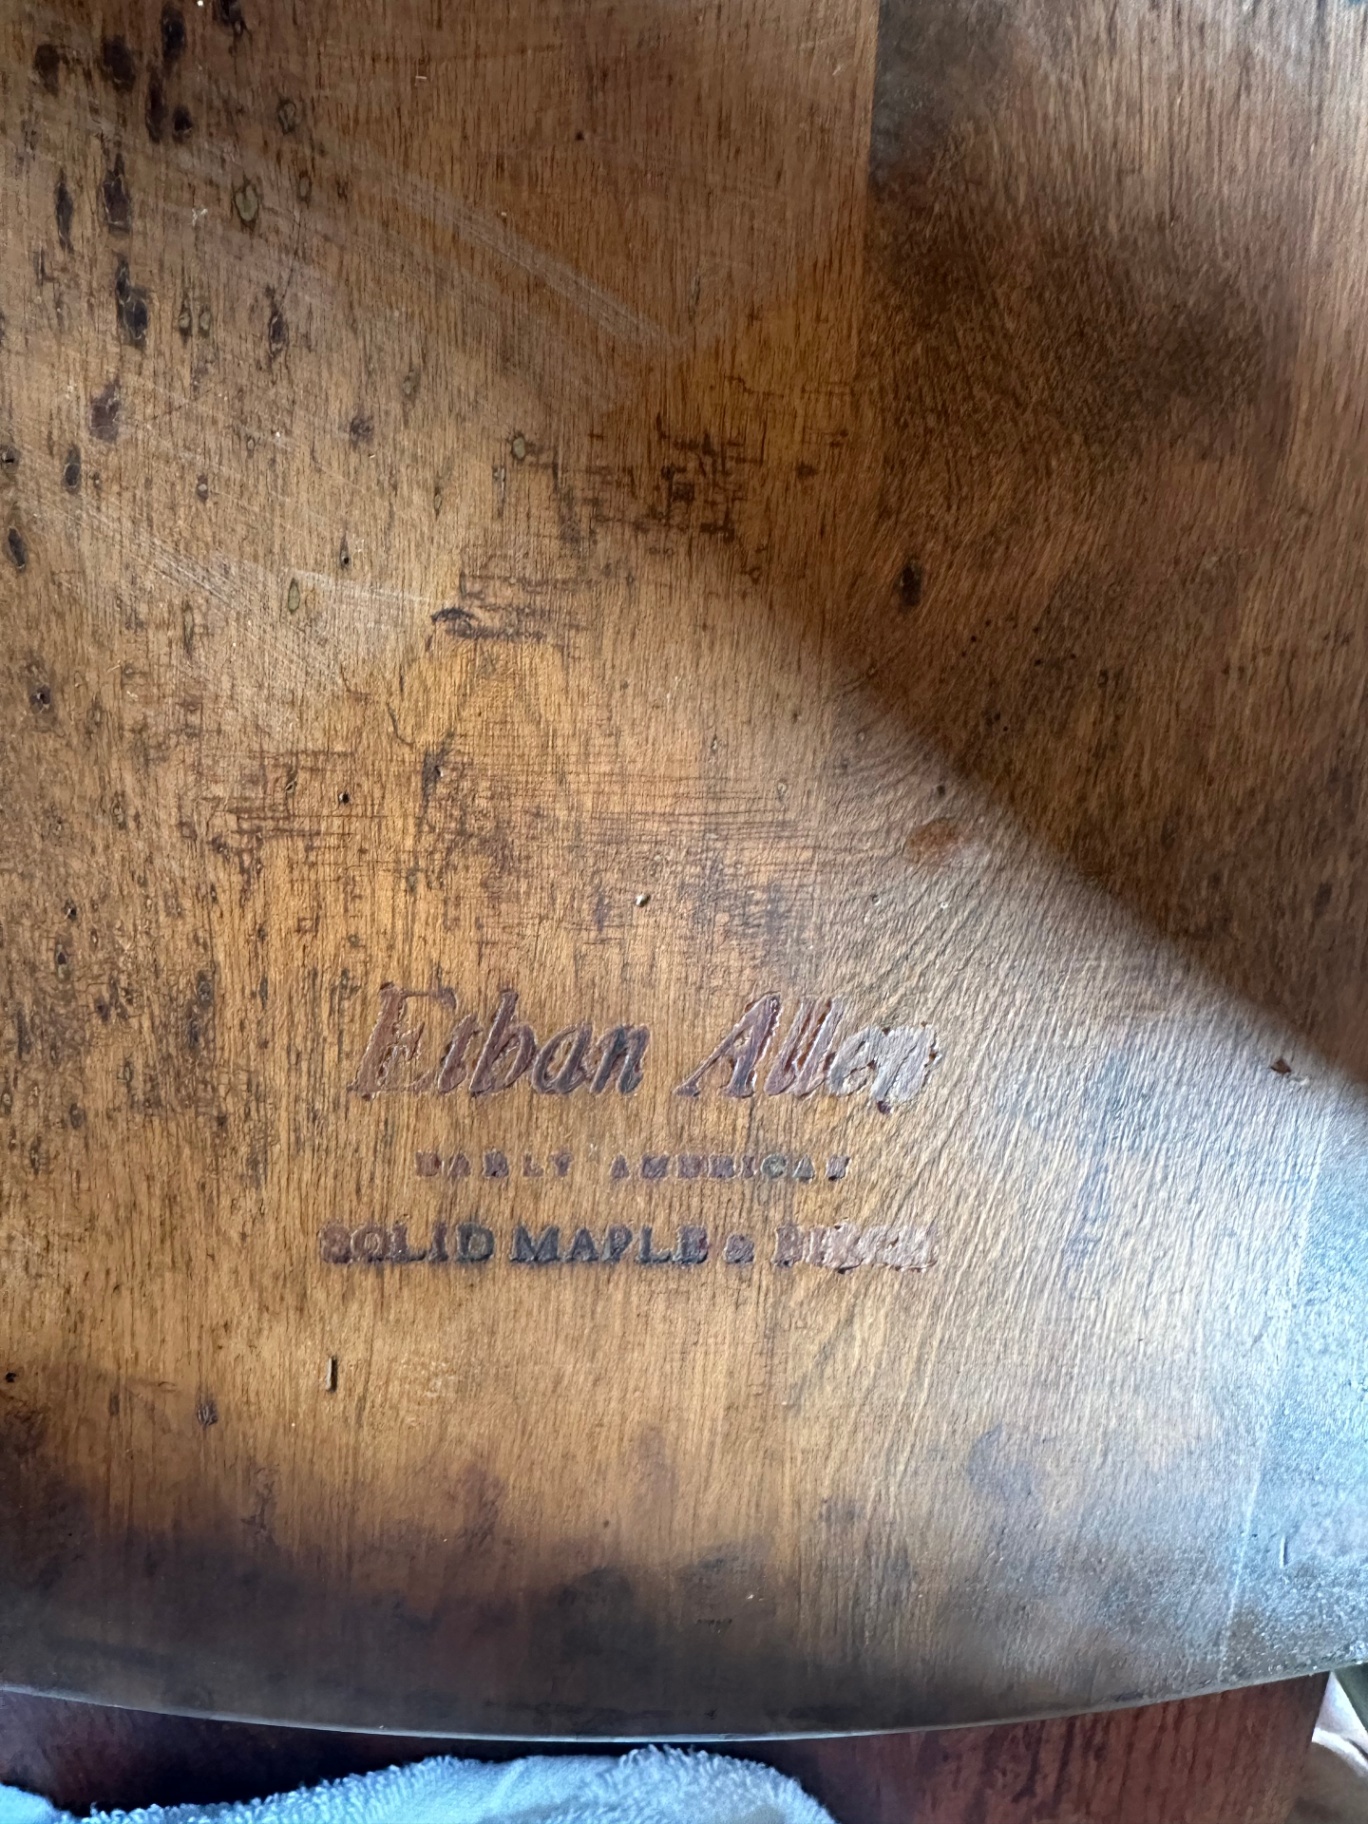 Ethan Allen
EARLY AMERICAN
SOLID MAPLE & BIRCH